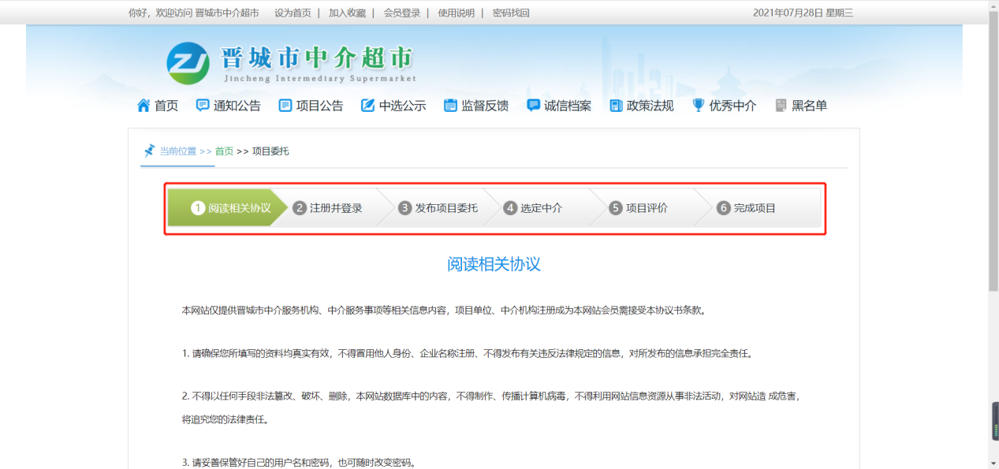 你好，欢迎访问 晋城市中介超市 设为首页 | 加入收藏 | 会员登录 | 使用说明 | 密码找回 2021年07月28日 星期三
ZJ 晋城市中介超市
Jincheng Intermediary Supermarket
首页 通知公告 项目公告 中选公示 监督反馈 诚信档案 政策法规 优秀中介 黑名单
当前位置 >> 首页 >> 项目委托
1 阅读相关协议 2 注册并登录 3 发布项目委托 4 选定中介 5 项目评价 6 完成项目
阅读相关协议
本网站仅提供晋城市中介服务机构、中介服务事项等相关信息内容，项目单位、中介机构注册成为本网站会员需接受本协议书条款。
1. 请确保您所填写的资料均真实有效，不得冒用他人身份、企业名称注册、不得发布有关违反法律规定的信息，对所发布的信息承担完全责任。
2. 不得以任何手段非法篡改、破坏、删除，本网站数据库中的内容，不得制作、传播计算机病毒，不得利用网站信息资源从事非法活动，对网站造 成危害，
将追究您的法律责任。
3. 请妥善保管好自己的用户名和密码，也可随时改变密码。